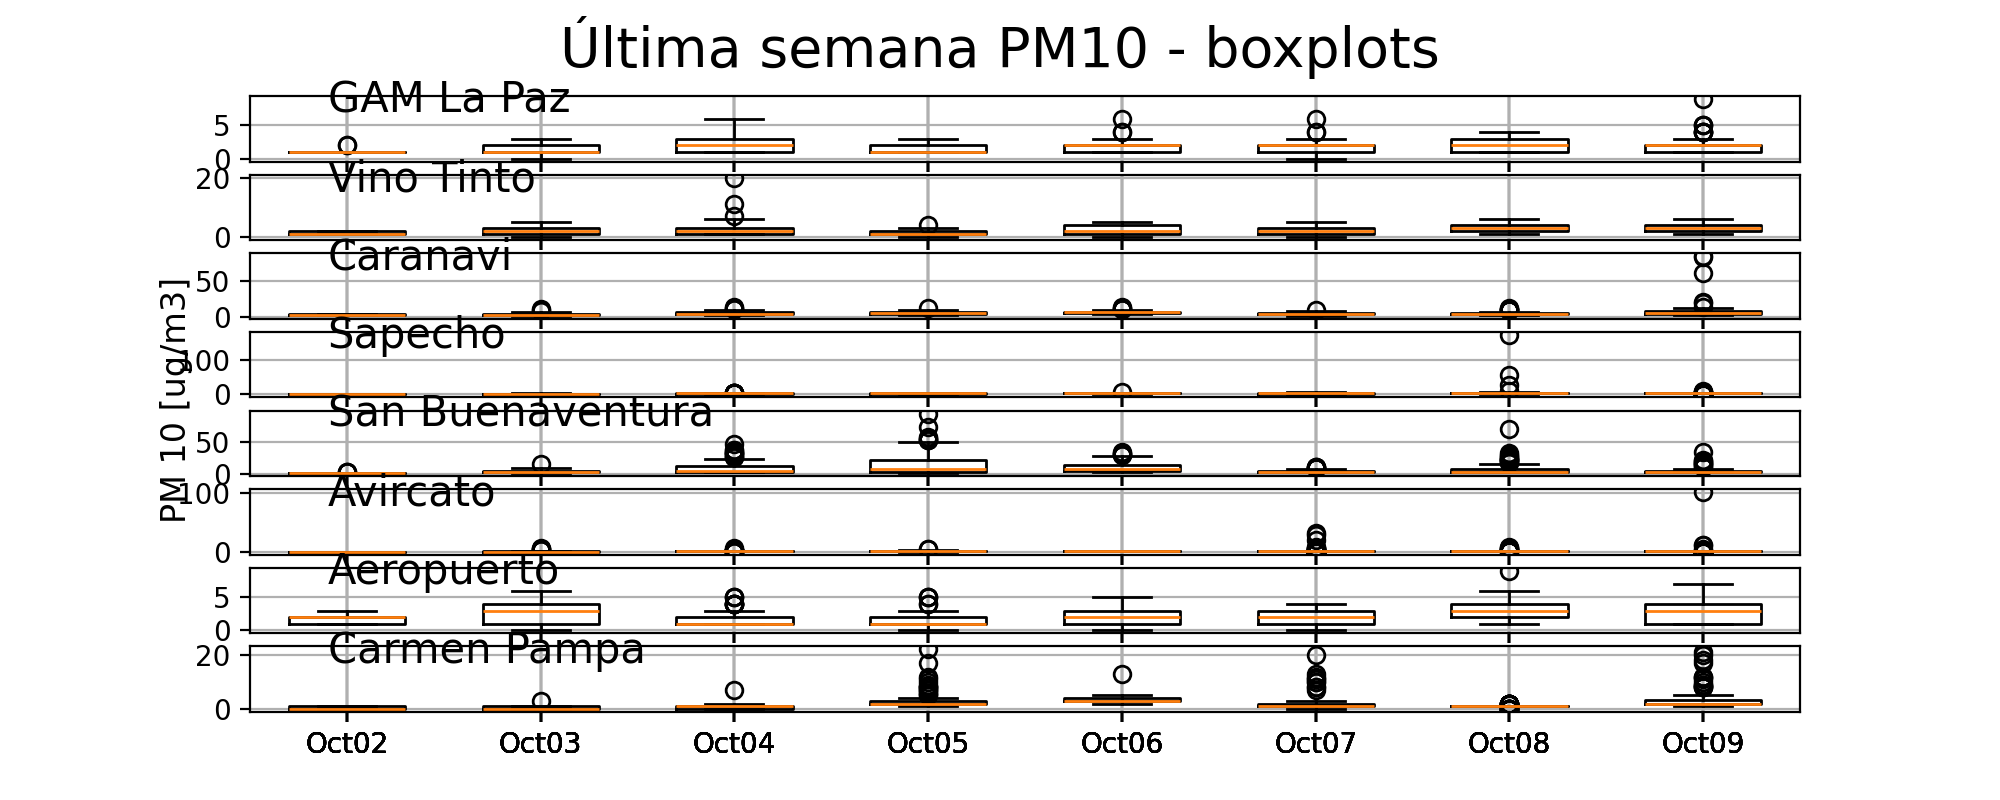 Última semana PM10 - boxplots
PM 10 [ug/m3]
GAM La Paz
5
0
Vino Tinto
20
0
Caranavi
50
0
Sapecho
100
0
San Buenaventura
50
0
Avircato
100
0
Aeropuerto
5
0
Carmen Pampa
20
0
Oct02 Oct03 Oct04 Oct05 Oct06 Oct07 Oct08 Oct09